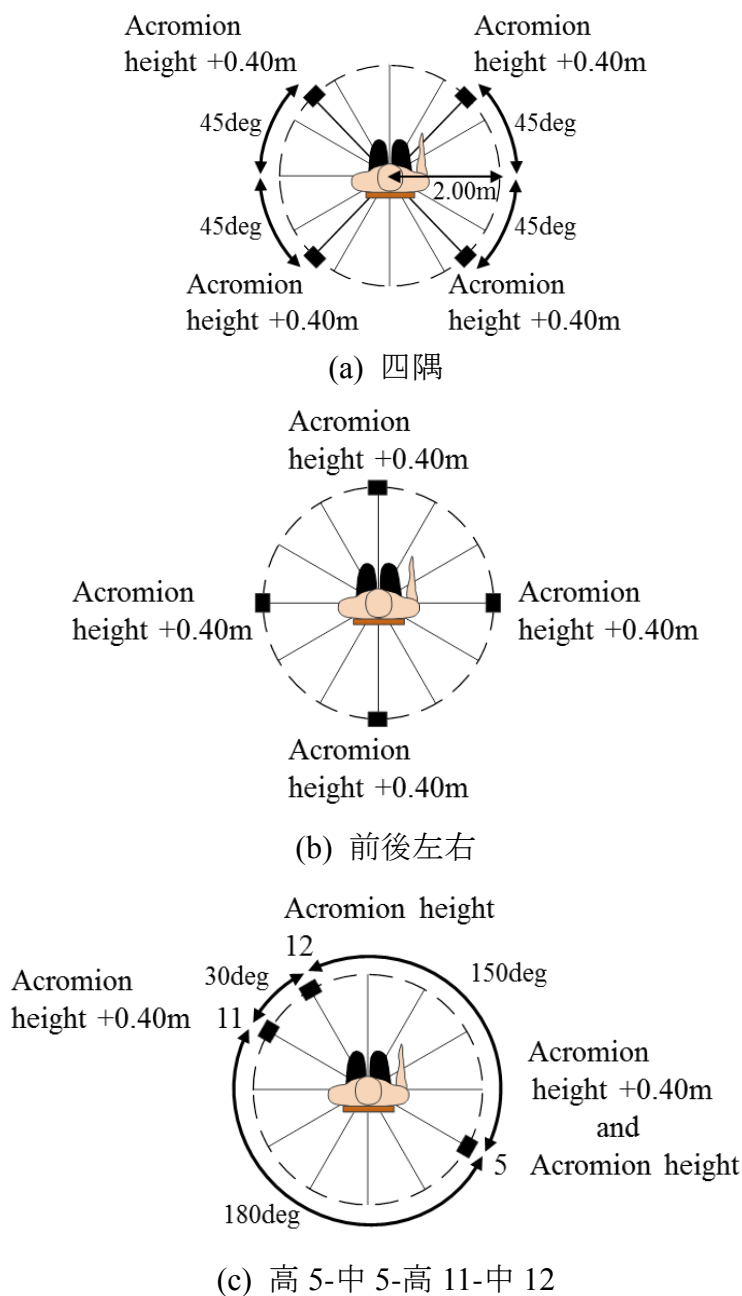 Acromion
height +0.40m
Acromion
height +0.40m
45deg
45deg
2.00m
45deg
45deg
Acromion
height +0.40m
Acromion
height +0.40m
(a) 四隅
Acromion
height +0.40m
Acromion
height +0.40m
Acromion
height +0.40m
Acromion
height +0.40m
(b) 前後左右
Acromion height
12
Acromion
height +0.40m
30deg
150deg
11
Acromion
height +0.40m
and
5 Acromion height
180deg
(c) 高 5-中 5-高 11-中 12